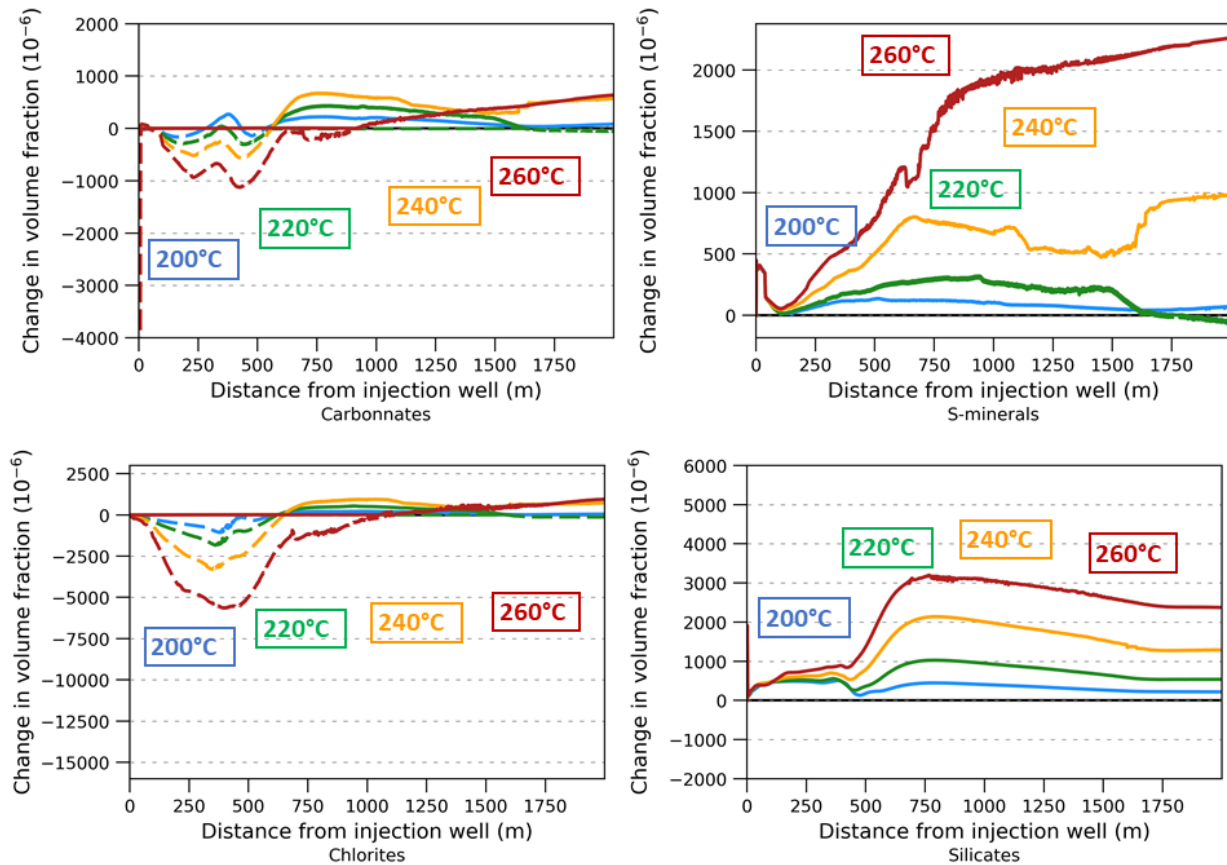 Change in volume fraction (10⁻⁶)
2000
1000
0
−1000
−2000
−3000
−4000
260°C
240°C
220°C
200°C
0 250 500 750 1000 1250 1500 1750
Distance from injection well (m)
Carbonnates
Change in volume fraction (10⁻⁶)
2000
1500
1000
500
0
260°C
240°C
220°C
200°C
0 250 500 750 1000 1250 1500 1750
Distance from injection well (m)
S-minerals
Change in volume fraction (10⁻⁶)
2500
0
−2500
−5000
−7500
−10000
−12500
−15000
260°C
240°C
220°C
200°C
0 250 500 750 1000 1250 1500 1750
Distance from injection well (m)
Chlorites
Change in volume fraction (10⁻⁶)
6000
5000
4000
3000
2000
1000
0
−1000
−2000
220°C
240°C
260°C
200°C
0 250 500 750 1000 1250 1500 1750
Distance from injection well (m)
Silicates